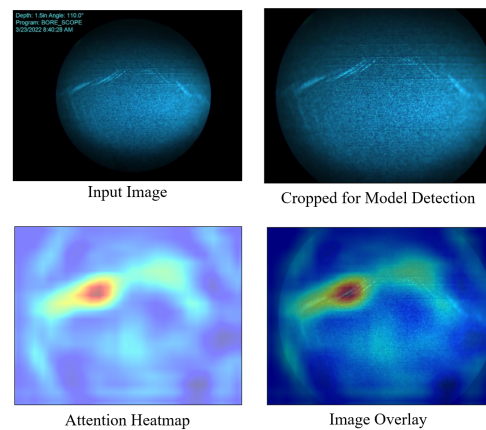 Depth: 1.5in Angle: 110.0°
Program: BORE_SCOPE
3/23/2022 8:40:28 AM
Input Image
Cropped for Model Detection
Attention Heatmap
Image Overlay